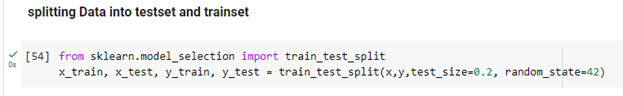 splitting Data into testset and trainset
[54] from sklearn.model_selection import train_test_split
0s
x_train, x_test, y_train, y_test = train_test_split(x,y,test_size=0.2, random_state=42)